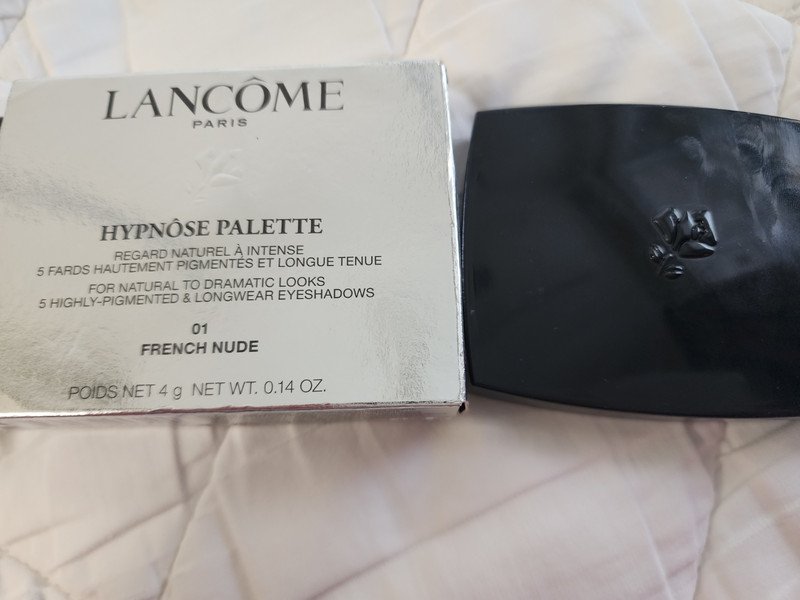 LANCÔME
PARIS
HYPNÔSE PALETTE
REGARD NATUREL À INTENSE
5 FARDS HAUTEMENT PIGMENTÉS ET LONGUE TENUE
FOR NATURAL TO DRAMATIC LOOKS
5 HIGHLY-PIGMENTED & LONGWEAR EYESHADOWS
01
FRENCH NUDE
POIDS NET 4 g NET WT. 0.14 OZ.